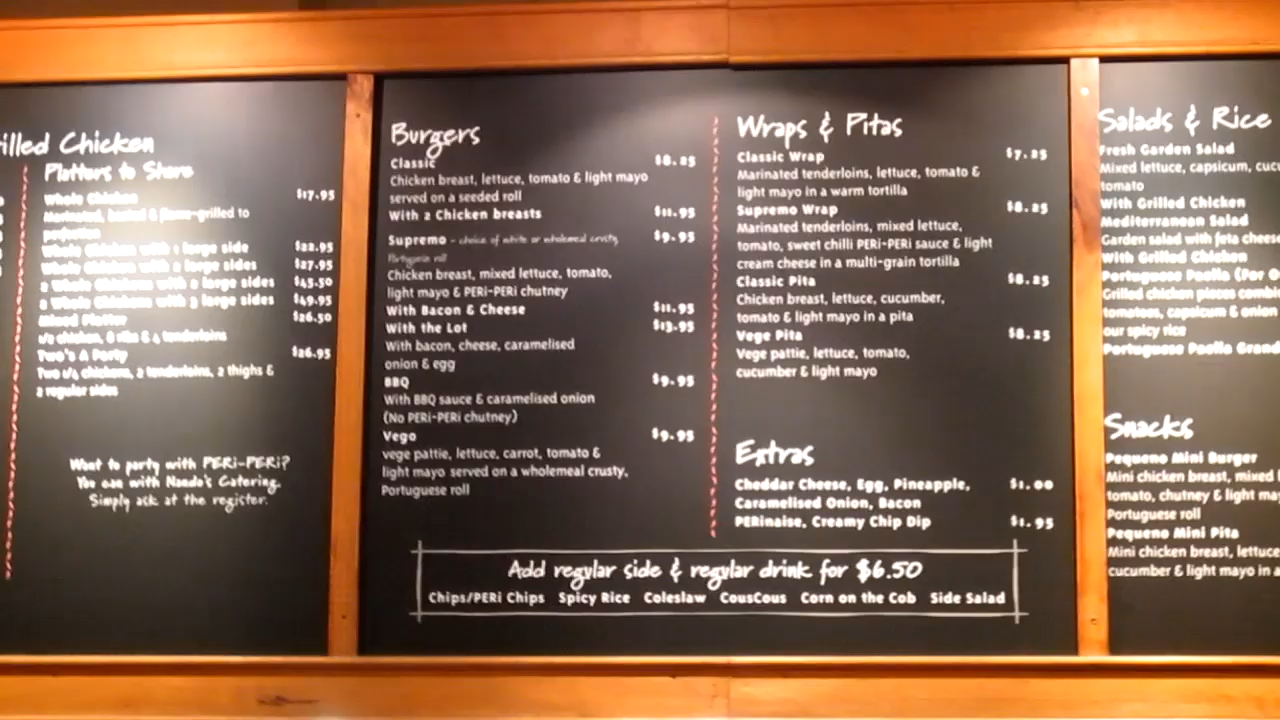 illed Chicken
Platters to Share
Whole Chicken $17.95
Marinated, basted & flame-grilled to
perfection
Whole Chicken with 1 large side $22.95
Whole Chicken with 2 large sides $27.95
2 Whole Chickens with 2 large sides $45.50
2 Whole Chickens with 3 large sides $49.95
Mixed Platter $26.50
1/2 chicken, 6 ribs & 4 tenderloins
Two's A Party $26.95
Two 1/4 chickens, 2 tenderloins, 2 thighs &
2 regular sides
Want to party with PERi-PERi?
You can with Nando's Catering.
Simply ask at the register.
Burgers
Classic $8.25
Chicken breast, lettuce, tomato & light mayo
served on a seeded roll
With 2 Chicken breasts $11.95
Supremo - choice of white or wholemeal crusty $9.95
Portuguese roll
Chicken breast, mixed lettuce, tomato,
light mayo & PERi-PERi chutney
With Bacon & Cheese $11.95
With the Lot $13.95
With bacon, cheese, caramelised
onion & egg
BBQ $9.95
With BBQ sauce & caramelised onion
(No PERi-PERi chutney)
Vego $9.95
vege pattie, lettuce, carrot, tomato &
light mayo served on a wholemeal crusty,
Portuguese roll
Wraps & Pitas
Classic Wrap $7.25
Marinated tenderloins, lettuce, tomato &
light mayo in a warm tortilla
Supremo Wrap $8.25
Marinated tenderloins, mixed lettuce,
tomato, sweet chilli PERi-PERi sauce & light
cream cheese in a multi-grain tortilla
Classic Pita $8.25
Chicken breast, lettuce, cucumber,
tomato & light mayo in a pita
Vege Pita $8.25
Vege pattie, lettuce, tomato,
cucumber & light mayo
Extras
Cheddar Cheese, Egg, Pineapple, $1.00
Caramelised Onion, Bacon
PERinaise, Creamy Chip Dip $1.95
Add regular side & regular drink for $6.50
Chips/PERi Chips Spicy Rice Coleslaw CousCous Corn on the Cob Side Salad
Salads & Rice
Fresh Garden Salad
Mixed lettuce, capsicum, cuc
tomato
With Grilled Chicken
Mediterranean Salad
Garden salad with feta cheese
With Grilled Chicken
Portuguese Paella (For O
Grilled chicken pieces combi
tomatoes, capsicum & onion
our spicy rice
Portuguese Paella Grand
Snacks
Pequeno Mini Burger
Mini chicken breast, mixed
tomato, chutney & light may
Portuguese roll
Pequeno Mini Pita
Mini chicken breast, lettuce
cucumber & light mayo in a